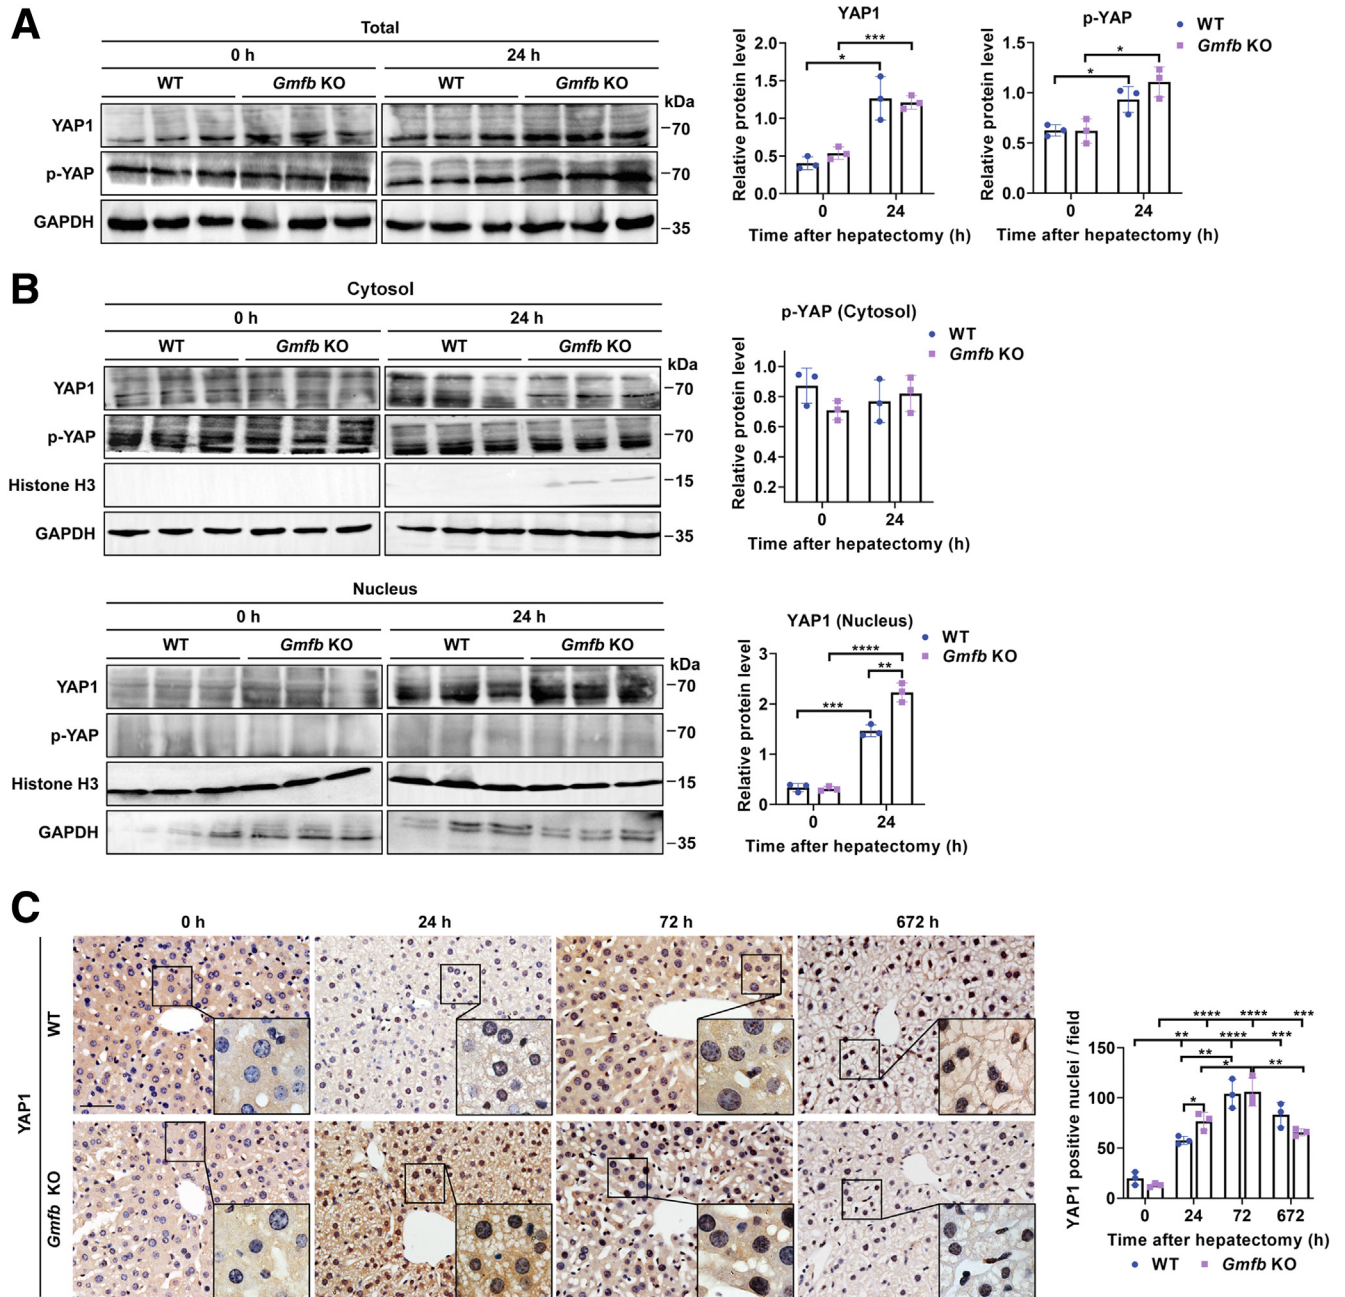 A
Total
0 h 24 h
WT Gmfb KO WT Gmfb KO
kDa
YAP1 70
p-YAP 70
GAPDH 35
YAP1
WT
Gmfb KO
Relative protein level
2.0
1.5
1.0
0.5
0.0
* ***
0 24
Time after hepatectomy (h)
p-YAP
Relative protein level
1.5
1.0
0.5
0.0
* *
0 24
Time after hepatectomy (h)
B
Cytosol
0 h 24 h
WT Gmfb KO WT Gmfb KO
kDa
YAP1 70
p-YAP 70
Histone H3 15
GAPDH 35
p-YAP (Cytosol)
WT
Gmfb KO
Relative protein level
1.0
0.8
0.6
0.4
0.2
0 24
Time after hepatectomy (h)
Nucleus
0 h 24 h
WT Gmfb KO WT Gmfb KO
kDa
YAP1 70
p-YAP 70
Histone H3 15
GAPDH 35
YAP1 (Nucleus)
WT
Gmfb KO
Relative protein level
3
2
1
0
****
**
***
0 24
Time after hepatectomy (h)
C
0 h 24 h 72 h 672 h
YAP1
WT
Gmfb KO
YAP1 positive nuclei / field
150
100
50
0
**** **** ***
** **** ***
**
* **
*
0 24 72 672
Time after hepatectomy (h)
WT Gmfb KO